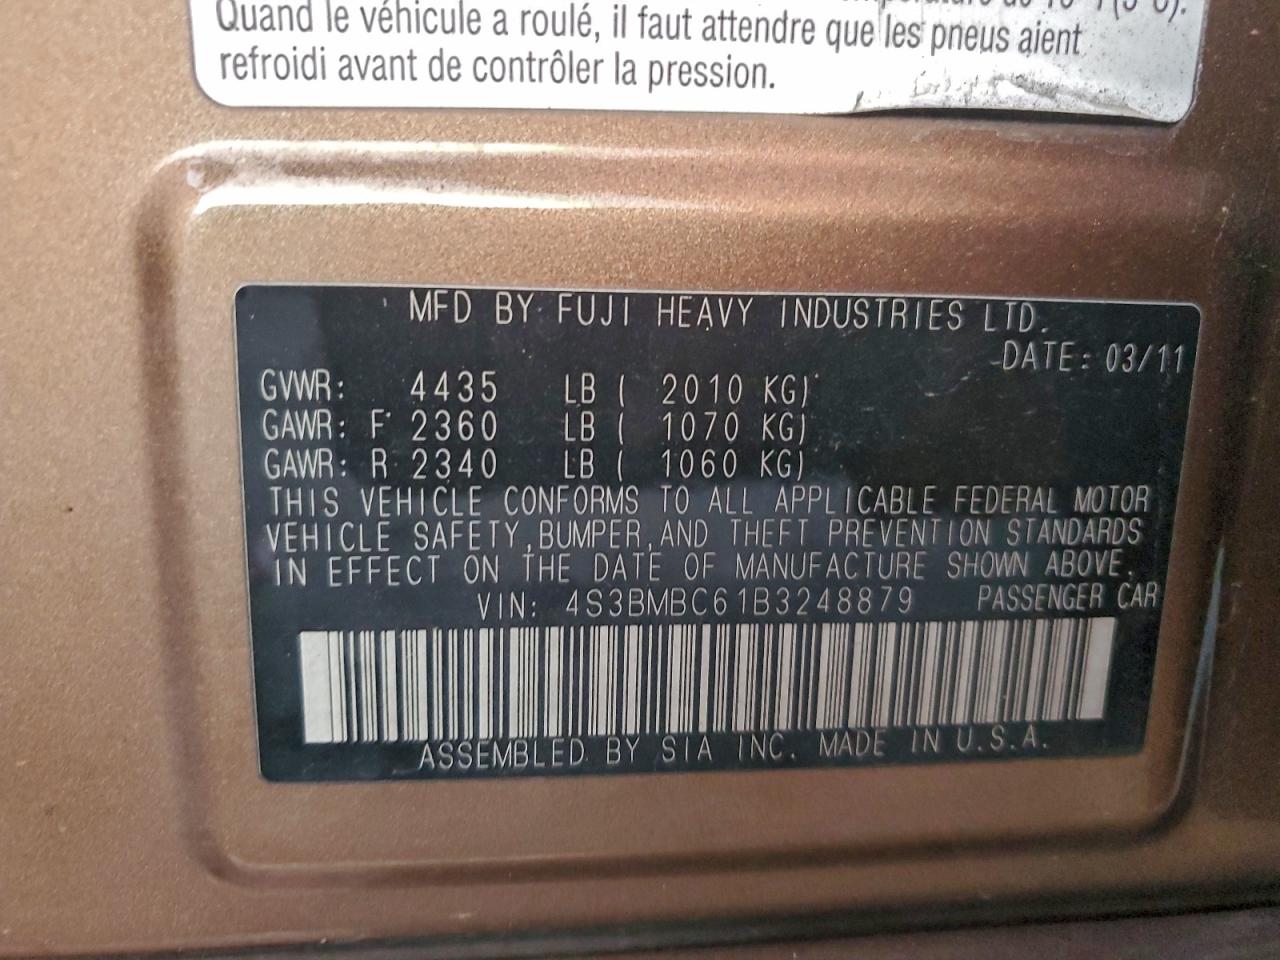 Quand le véhicule a roulé, il faut attendre que les pneus aient
refroidi avant de contrôler la pression.
MFD BY FUJI HEAVY INDUSTRIES LTD.
DATE: 03/11
GVWR: 4435 LB ( 2010 KG)
GAWR: F 2360 LB ( 1070 KG)
GAWR: R 2340 LB ( 1060 KG)
THIS VEHICLE CONFORMS TO ALL APPLICABLE FEDERAL MOTOR
VEHICLE SAFETY,BUMPER,AND THEFT PREVENTION STANDARDS
IN EFFECT ON THE DATE OF MANUFACTURE SHOWN ABOVE.
VIN: 4S3BMBC61B3248879 PASSENGER CAR
ASSEMBLED BY SIA INC. MADE IN U.S.A.